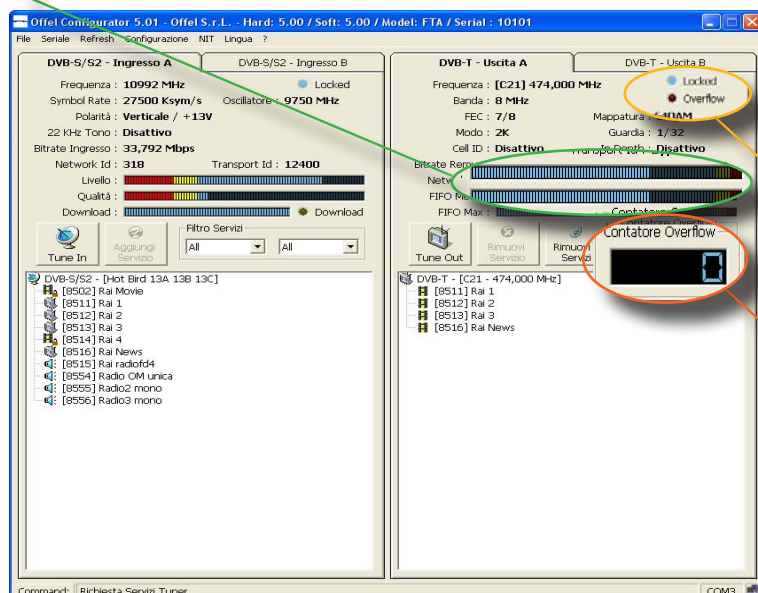 Offel Configurator 5.01 - Offel S.r.L. - Hard: 5.00 / Soft: 5.00 / Model: FTA / Serial : 10101
File Seriale Refresh Configurazione NIT Lingua ?
DVB-S/S2 - Ingresso A
DVB-S/S2 - Ingresso B
Frequenza : 10992 MHz
Locked
Symbol Rate : 27500 Ksym/s
Oscillatore : 9750 MHz
Polarità : Verticale / +13V
22 KHz Tono : Disattivo
Bitrate Ingresso : 33,792 Mbps
Network Id : 318
Transport Id : 12400
Livello :
Qualità :
Download :
Download
Tune In
Aggiungi Servizio
Filtro Servizi
All
All
DVB-S/S2 - [Hot Bird 13A 13B 13C]
[8502] Rai Movie
[8511] Rai 1
[8512] Rai 2
[8513] Rai 3
[8514] Rai 4
[8516] Rai News
[8515] Rai radiofd4
[8554] Radio OM unica
[8555] Radio2 mono
[8556] Radio3 mono
DVB-T - Uscita A
DVB-T - Uscita B
Frequenza : [C21] 474,000 MHz
Locked
Overflow
Banda : 8 MHz
FEC : 7/8
Mappatura : 64QAM
Modo : 2K
Guardia : 1/32
Cell ID : Disattivo
Disattivo
Bitrate
FIFO
FIFO Max :
Contatore Overflow
0
Tune Out
Rimuovi Servizio
Rimuovi
DVB-T - [C21 - 474,000 MHz]
[8511] Rai 1
[8512] Rai 2
[8513] Rai 3
[8516] Rai News
Command: Richiesta Servizi Tuner
COM3